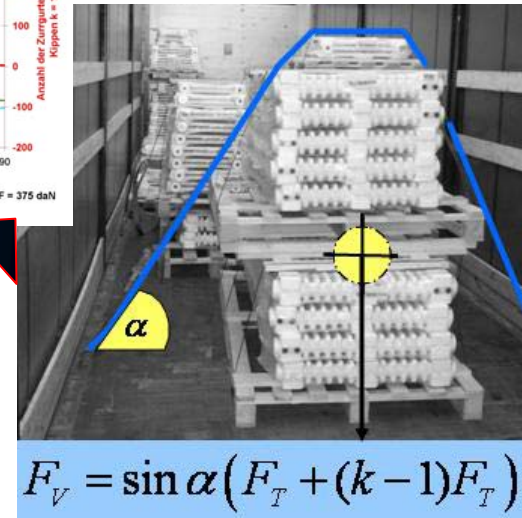 100
0
-100
-200
90
Anzahl der Zurrgurte
Kippen k =
F = 375 daN
α
F_V = sin α(F_T + (k−1)F_T)